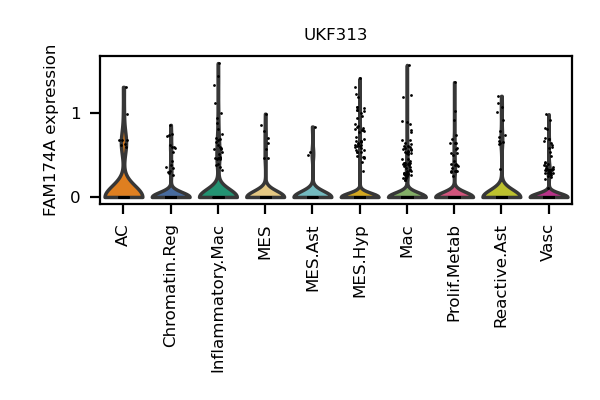 UKF313
FAM174A expression
1
0
AC
Chromatin.Reg
Inflammatory.Mac
MES
MES.Ast
MES.Hyp
Mac
Prolif.Metab
Reactive.Ast
Vasc